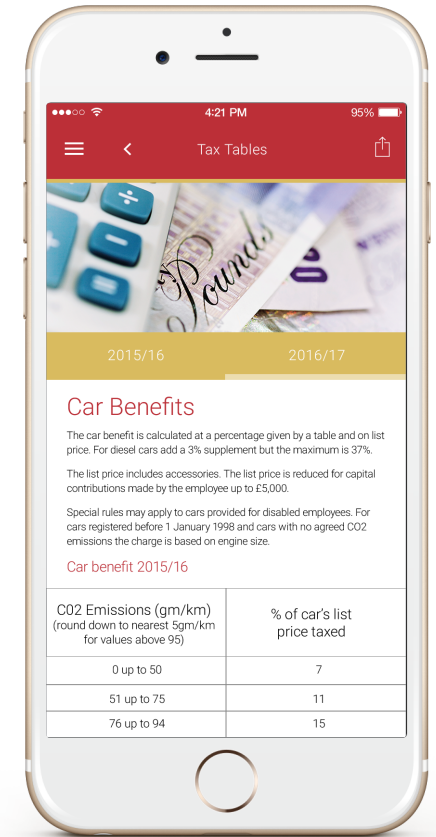 4:21 PM
95%
Tax Tables
Pounds
2015/16
2016/17
Car Benefits
The car benefit is calculated at a percentage given by a table and on list
price. For diesel cars add a 3% supplement but the maximum is 37%.
The list price includes accessories. The list price is reduced for capital
contributions made by the employee up to £5,000.
Special rules may apply to cars provided for disabled employees. For
cars registered before 1 January 1998 and cars with no agreed CO2
emissions the charge is based on engine size.
Car benefit 2015/16
C02 Emissions (gm/km)
(round down to nearest 5gm/km
for values above 95)
% of car's list
price taxed
0 up to 50
7
51 up to 75
11
76 up to 94
15